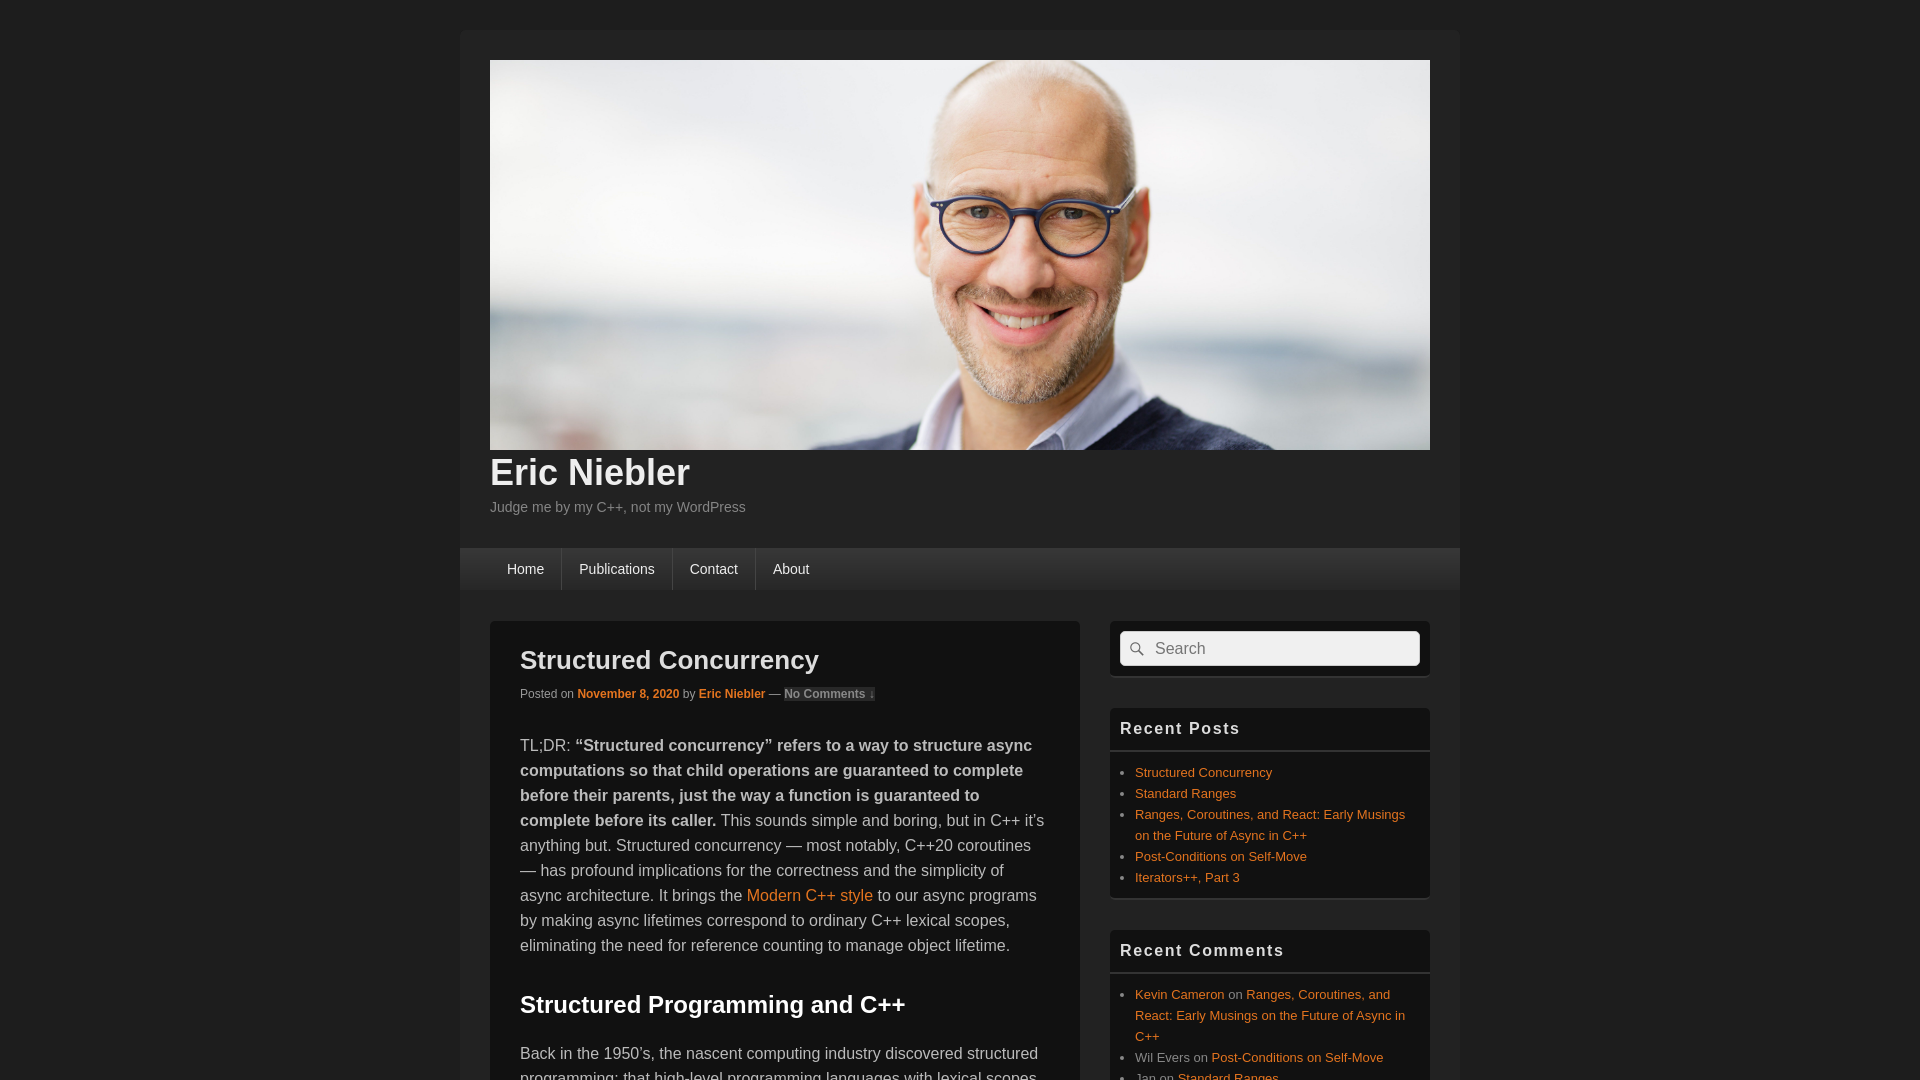 Eric Niebler
Judge me by my C++, not my WordPress
Home
Publications
Contact
About
Structured Concurrency
Posted on November 8, 2020 by Eric Niebler — No Comments ↓
TL;DR: “Structured concurrency” refers to a way to structure async
computations so that child operations are guaranteed to complete
before their parents, just the way a function is guaranteed to
complete before its caller. This sounds simple and boring, but in C++ it’s
anything but. Structured concurrency — most notably, C++20 coroutines
— has profound implications for the correctness and the simplicity of
async architecture. It brings the Modern C++ style to our async programs
by making async lifetimes correspond to ordinary C++ lexical scopes,
eliminating the need for reference counting to manage object lifetime.
Structured Programming and C++
Back in the 1950’s, the nascent computing industry discovered structured
programming: that high-level programming languages with lexical scopes,
Search
Recent Posts
Structured Concurrency
Standard Ranges
Ranges, Coroutines, and React: Early Musings
on the Future of Async in C++
Post-Conditions on Self-Move
Iterators++, Part 3
Recent Comments
Kevin Cameron on Ranges, Coroutines, and
React: Early Musings on the Future of Async in
C++
Wil Evers on Post-Conditions on Self-Move
Jan on Standard Ranges